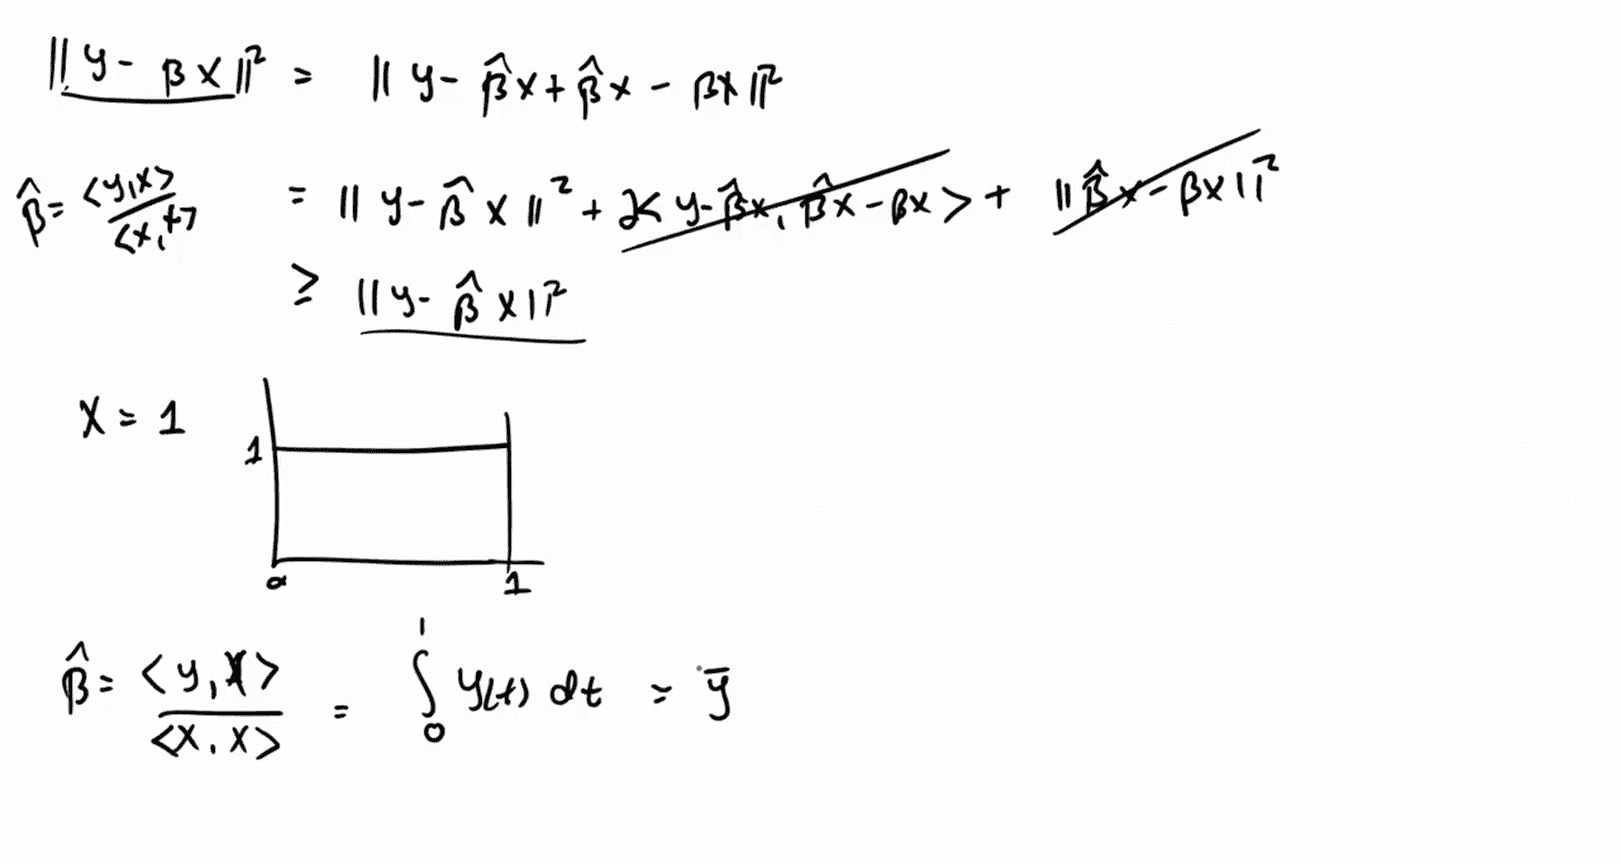 ‖y - βx‖² = ‖y - β̂x + β̂x - βx‖²
β̂ = <y,x> / <x,x> = ‖y - β̂x‖² + 2<y - β̂x, β̂x - βx> + ‖β̂x - βx‖²
≥ ‖y - β̂x‖²
x = 1
1
0 1
β̂ = <y,x> / <x,x> = ∫₀¹ y(t) dt = ȳ